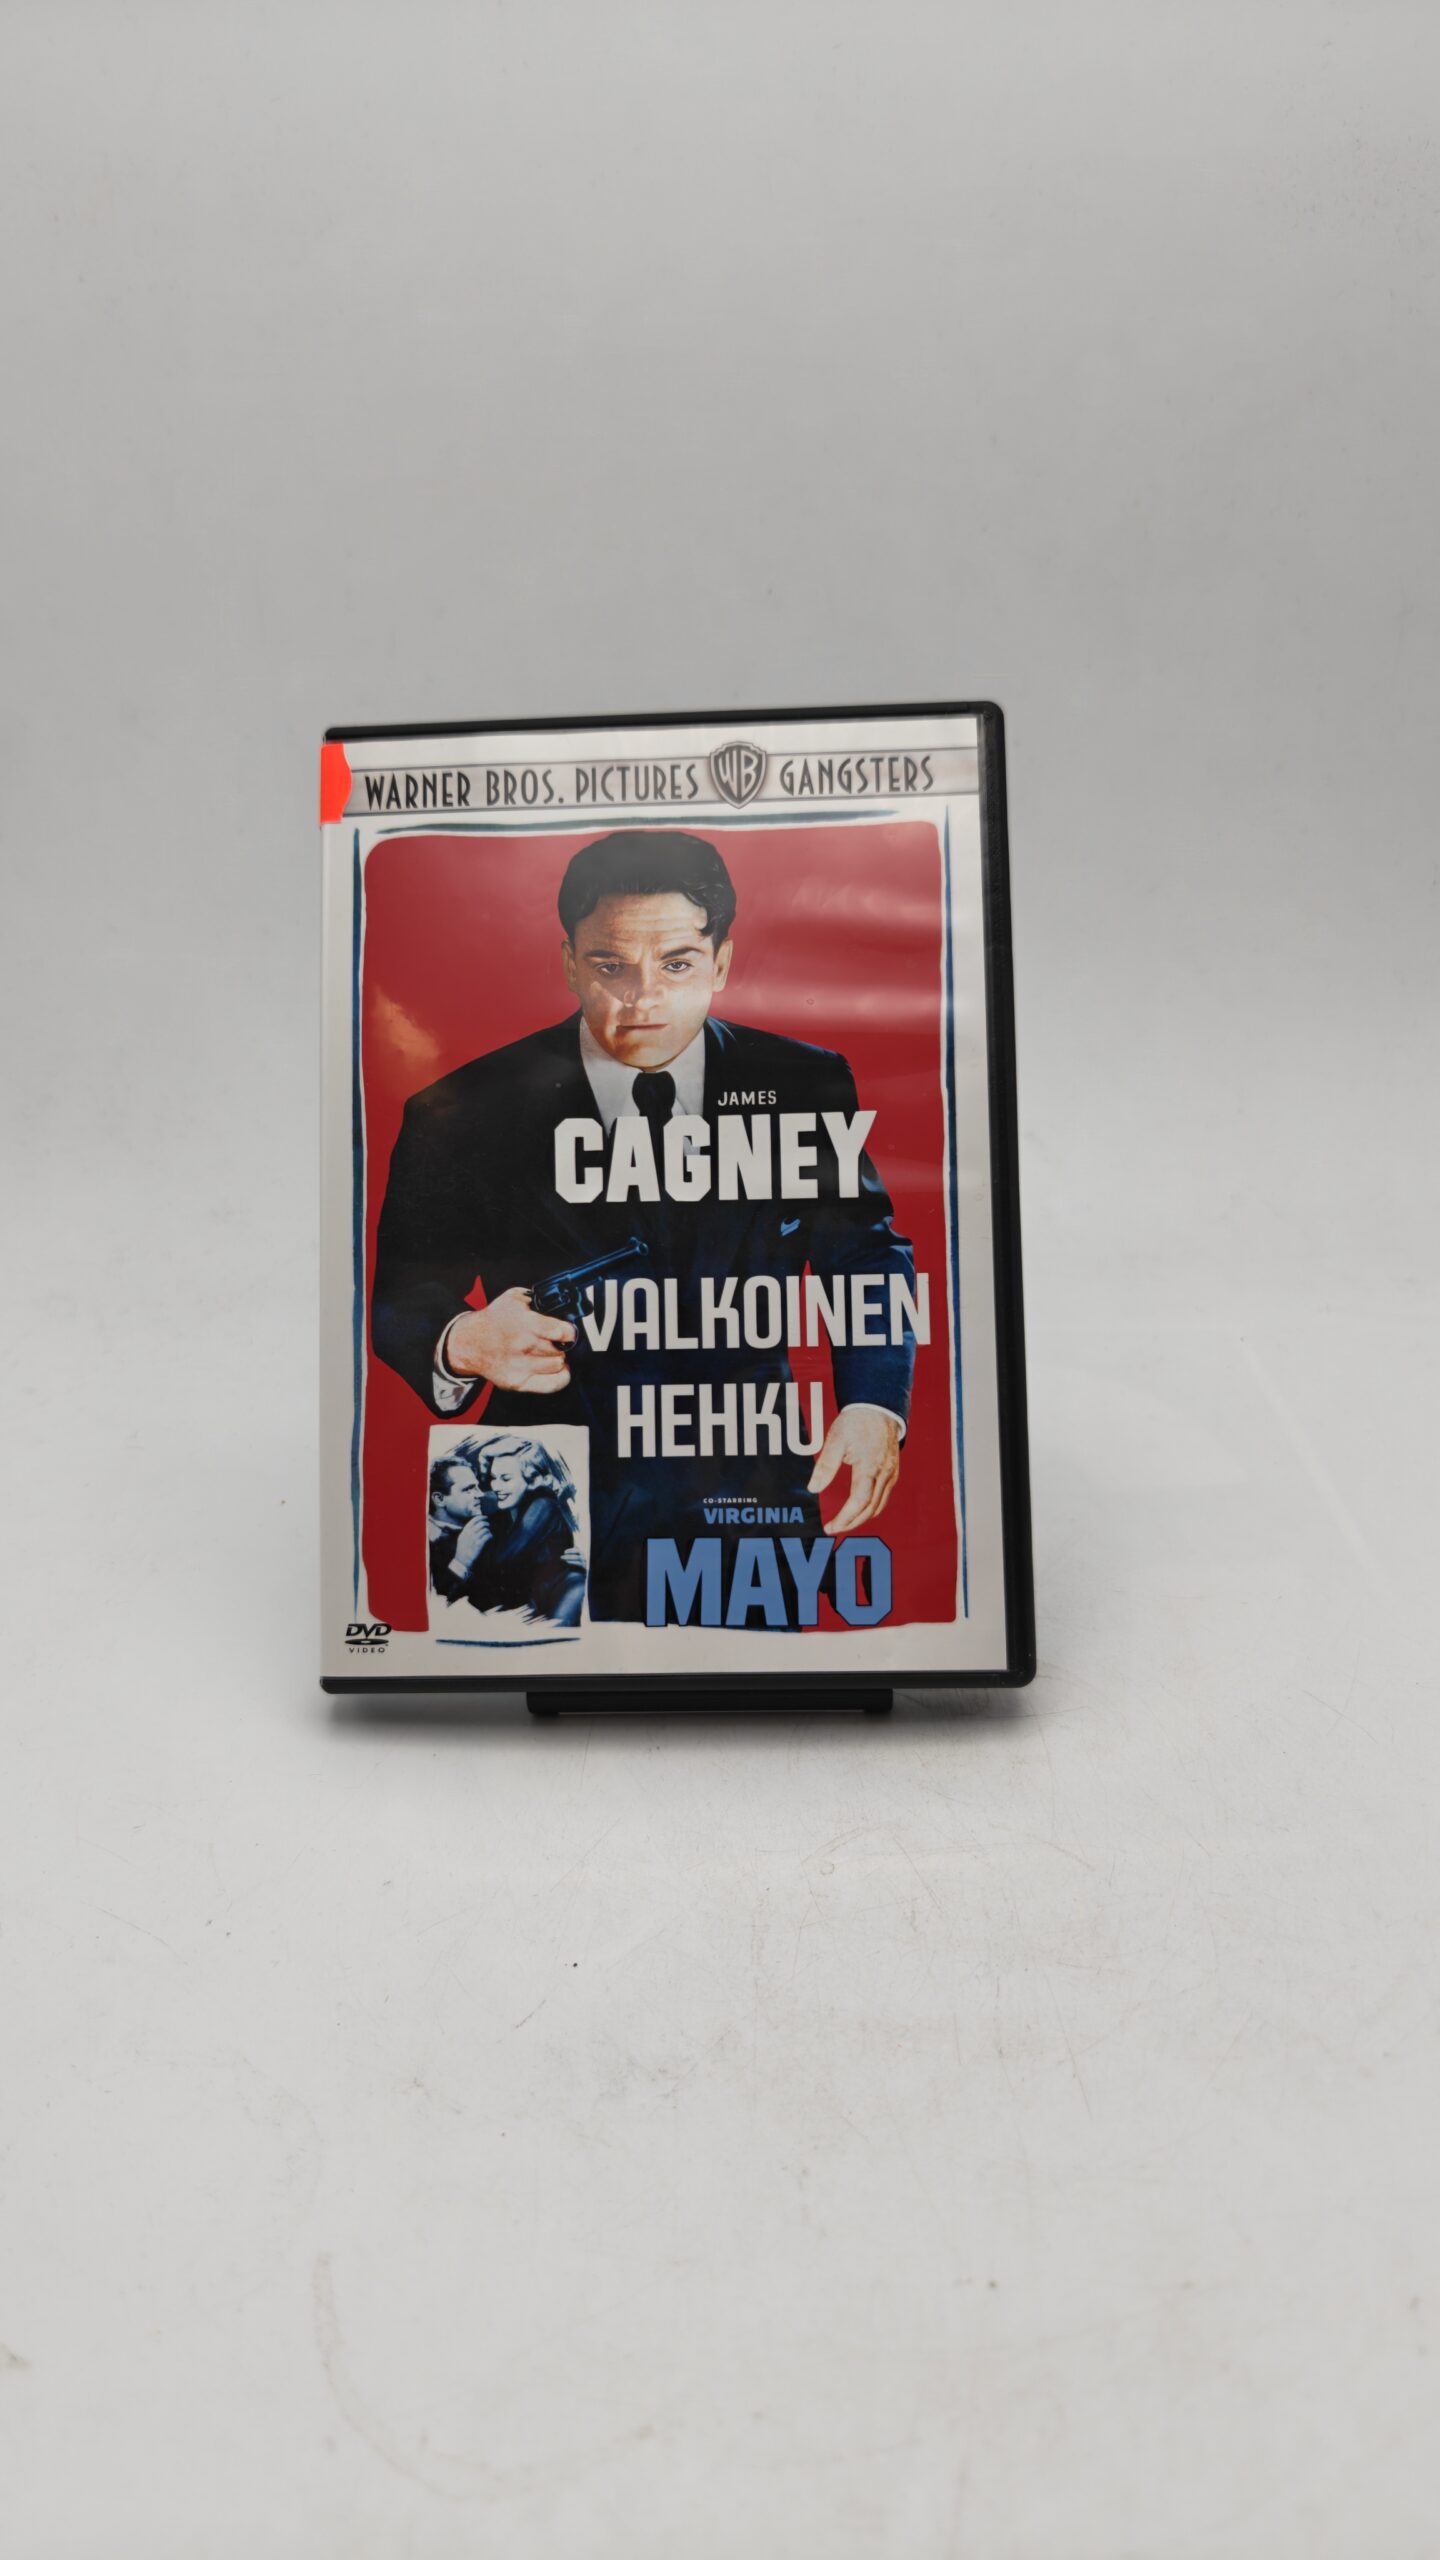 WARNER BROS. PICTURES WB GANGSTERS
JAMES
CAGNEY
VALKOINEN
HEHKU
CO-STARRING
VIRGINIA
MAYO
DVD
VIDEO